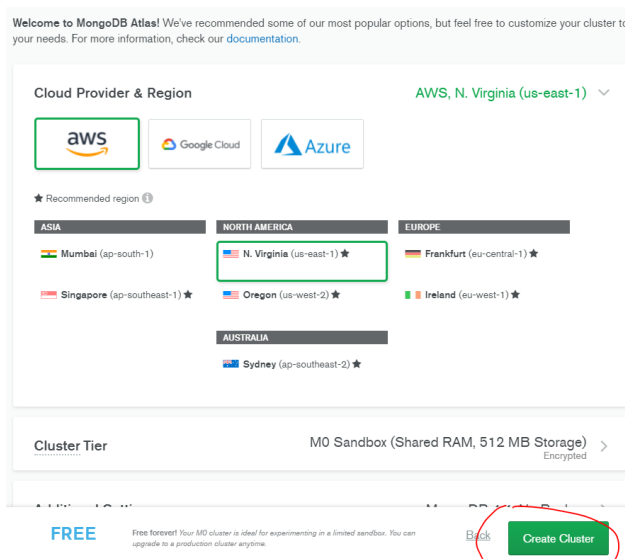 Welcome to MongoDB Atlas! We've recommended some of our most popular options, but feel free to customize your cluster to
your needs. For more information, check our documentation.
Cloud Provider & Region
AWS, N. Virginia (us-east-1)
aws
Google Cloud
Azure
★ Recommended region
ASIA
NORTH AMERICA
EUROPE
Mumbai (ap-south-1)
N. Virginia (us-east-1) ★
Frankfurt (eu-central-1) ★
Singapore (ap-southeast-1) ★
Oregon (us-west-2) ★
Ireland (eu-west-1) ★
AUSTRALIA
Sydney (ap-southeast-2) ★
Cluster Tier
M0 Sandbox (Shared RAM, 512 MB Storage)
Encrypted
FREE
Free forever! Your M0 cluster is ideal for experimenting in a limited sandbox. You can
upgrade to a production cluster anytime.
Back
Create Cluster